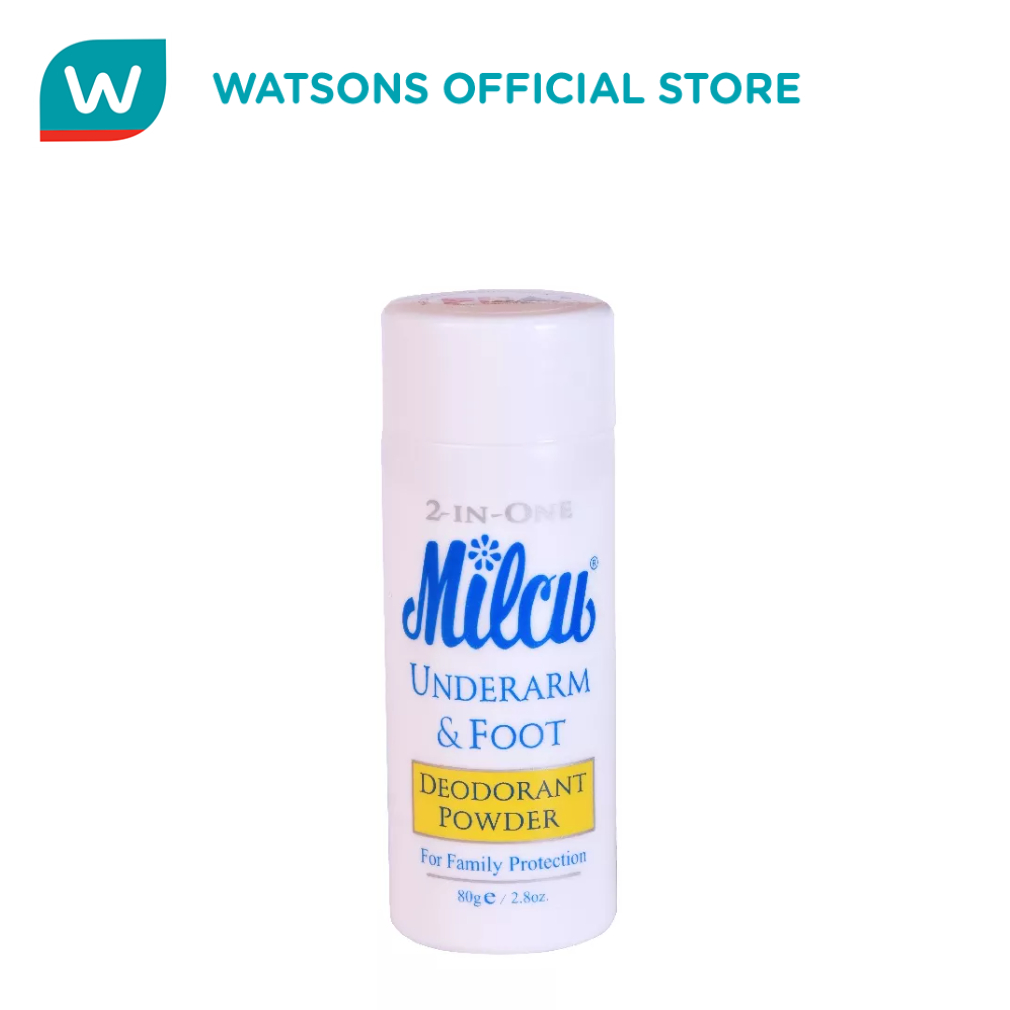 W
WATSONS OFFICIAL STORE
2-IN-ONE
Milcu®
UNDERARM
& FOOT
DEODORANT
POWDER
For Family Protection
80g e / 2.8oz.